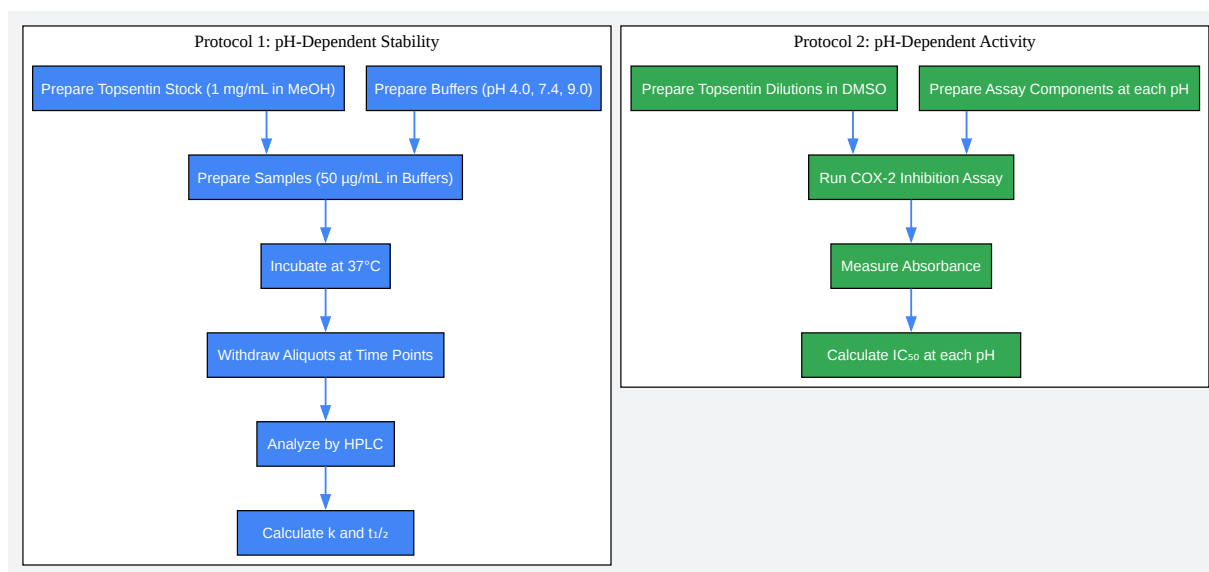 Protocol 1: pH-Dependent Stability
Prepare Topsentin Stock (1 mg/mL in MeOH)
Prepare Buffers (pH 4.0, 7.4, 9.0)
Prepare Samples (50 µg/mL in Buffers)
Incubate at 37°C
Withdraw Aliquots at Time Points
Analyze by HPLC
Calculate k and t₁/₂
Protocol 2: pH-Dependent Activity
Prepare Topsentin Dilutions in DMSO
Prepare Assay Components at each pH
Run COX-2 Inhibition Assay
Measure Absorbance
Calculate IC₅₀ at each pH